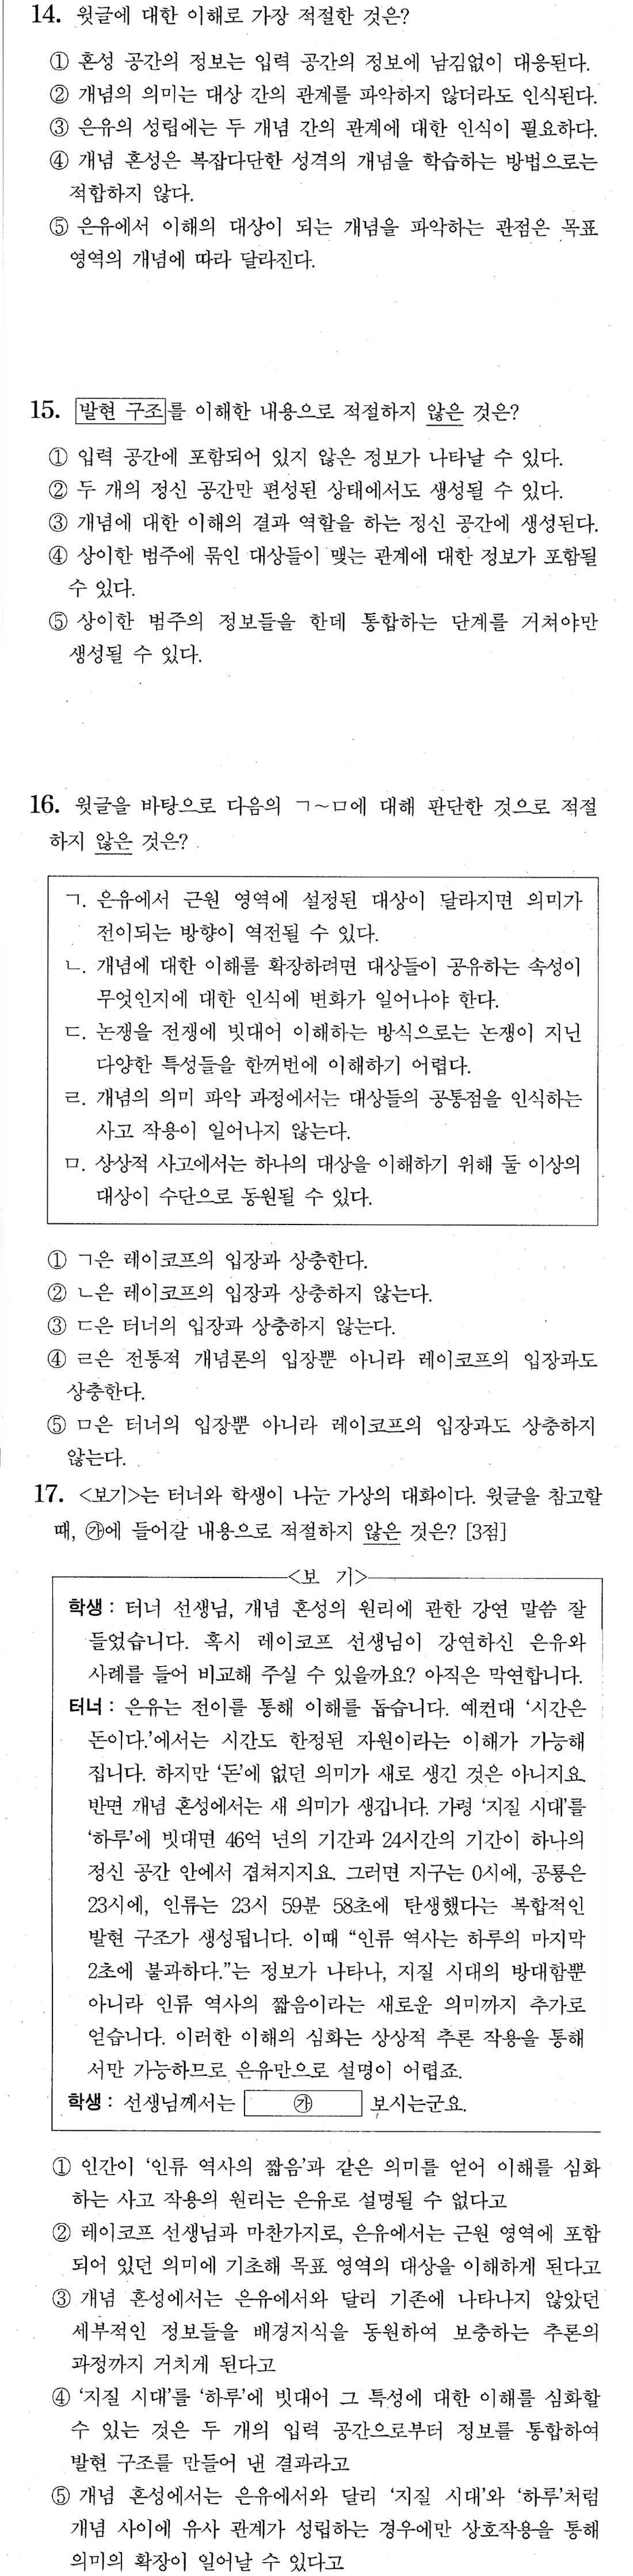 14. 윗글에 대한 이해로 가장 적절한 것은?
① 혼성 공간의 정보는 입력 공간의 정보에 남김없이 대응된다.
② 개념의 의미는 대상 간의 관계를 파악하지 않더라도 인식된다.
③ 은유의 성립에는 두 개념 간의 관계에 대한 인식이 필요하다.
④ 개념 혼성은 복잡다단한 성격의 개념을 학습하는 방법으로는
적합하지 않다.
⑤ 은유에서 이해의 대상이 되는 개념을 파악하는 관점은 목표
영역의 개념에 따라 달라진다.
15. 발현 구조를 이해한 내용으로 적절하지 않은 것은?
① 입력 공간에 포함되어 있지 않은 정보가 나타날 수 있다.
② 두 개의 정신 공간만 편성된 상태에서도 생성될 수 있다.
③ 개념에 대한 이해의 결과 역할을 하는 정신 공간에 생성된다.
④ 상이한 범주에 묶인 대상들이 맺는 관계에 대한 정보가 포함될
수 있다.
⑤ 상이한 범주의 정보들을 한데 통합하는 단계를 거쳐야만
생성될 수 있다.
16. 윗글을 바탕으로 다음의 ㄱ~ㅁ에 대해 판단한 것으로 적절
하지 않은 것은?
ㄱ. 은유에서 근원 영역에 설정된 대상이 달라지면 의미가
전이되는 방향이 역전될 수 있다.
ㄴ. 개념에 대한 이해를 확장하려면 대상들이 공유하는 속성이
무엇인지에 대한 인식에 변화가 일어나야 한다.
ㄷ. 논쟁을 전쟁에 빗대어 이해하는 방식으로는 논쟁이 지닌
다양한 특성들을 한꺼번에 이해하기 어렵다.
ㄹ. 개념의 의미 파악 과정에서는 대상들의 공통점을 인식하는
사고 작용이 일어나지 않는다.
ㅁ. 상상적 사고에서는 하나의 대상을 이해하기 위해 둘 이상의
대상이 수단으로 동원될 수 있다.
① ㄱ은 레이코프의 입장과 상충한다.
② ㄴ은 레이코프의 입장과 상충하지 않는다.
③ ㄷ은 터너의 입장과 상충하지 않는다.
④ ㄹ은 전통적 개념론의 입장뿐 아니라 레이코프의 입장과도
상충한다.
⑤ ㅁ은 터너의 입장뿐 아니라 레이코프의 입장과도 상충하지
않는다.
17. <보기>는 터너와 학생이 나눈 가상의 대화이다. 윗글을 참고할
때, ㉮에 들어갈 내용으로 적절하지 않은 것은? [3점]
<보 기>
학생: 터너 선생님, 개념 혼성의 원리에 관한 강연 말씀 잘
들었습니다. 혹시 레이코프 선생님이 강연하신 은유와
사례를 들어 비교해 주실 수 있을까요? 아직은 막연합니다.
터너: 은유는 전이를 통해 이해를 돕습니다. 예컨대 '시간은
돈이다.'에서는 시간도 한정된 자원이라는 이해가 가능해
집니다. 하지만 '돈'에 없던 의미가 새로 생긴 것은 아니지요.
반면 개념 혼성에서는 새 의미가 생깁니다. 가령 '지질 시대'를
'하루'에 빗대면 46억 년의 기간과 24시간의 기간이 하나의
정신 공간 안에서 겹쳐지지요. 그러면 지구는 0시에, 공룡은
23시에, 인류는 23시 59분 58초에 탄생했다는 복합적인
발현 구조가 생성됩니다. 이때 "인류 역사는 하루의 마지막
2초에 불과하다."는 정보가 나타나, 지질 시대의 방대함뿐
아니라 인류 역사의 짧음이라는 새로운 의미까지 추가로
얻습니다. 이러한 이해의 심화는 상상적 추론 작용을 통해
서만 가능하므로 은유만으로 설명이 어렵죠.
학생: 선생님께서는 ㉮ 보시는군요.
① 인간이 '인류 역사의 짧음'과 같은 의미를 얻어 이해를 심화
하는 사고 작용의 원리는 은유로 설명될 수 없다고
② 레이코프 선생님과 마찬가지로, 은유에서는 근원 영역에 포함
되어 있던 의미에 기초해 목표 영역의 대상을 이해하게 된다고
③ 개념 혼성에서는 은유에서와 달리 기존에 나타나지 않았던
세부적인 정보들을 배경지식을 동원하여 보충하는 추론의
과정까지 거치게 된다고
④ '지질 시대'를 '하루'에 빗대어 그 특성에 대한 이해를 심화할
수 있는 것은 두 개의 입력 공간으로부터 정보를 통합하여
발현 구조를 만들어 낸 결과라고
⑤ 개념 혼성에서는 은유에서와 달리 '지질 시대'와 '하루'처럼
개념 사이에 유사 관계가 성립하는 경우에만 상호작용을 통해
의미의 확장이 일어날 수 있다고